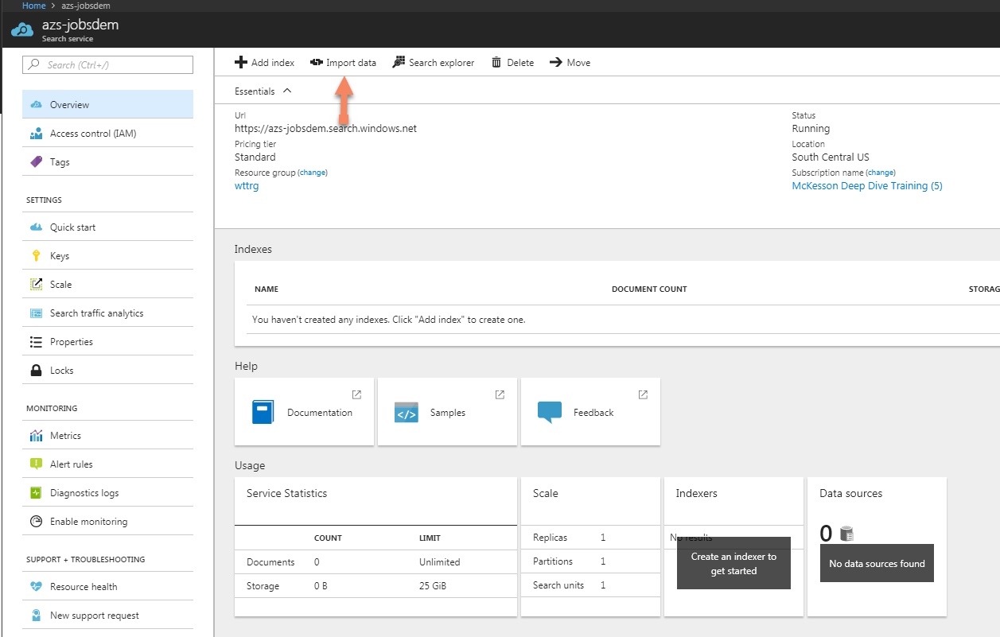 Home > azs-jobsdem
azs-jobsdem
Search service
Search (Ctrl+/)
Overview
Access control (IAM)
Tags
SETTINGS
Quick start
Keys
Scale
Search traffic analytics
Properties
Locks
MONITORING
Metrics
Alert rules
Diagnostics logs
Enable monitoring
SUPPORT + TROUBLESHOOTING
Resource health
New support request
Add index Import data Search explorer Delete Move
Essentials
Url
https://azs-jobsdem.search.windows.net
Pricing tier
Standard
Resource group (change)
wttrg
Status
Running
Location
South Central US
Subscription name (change)
McKesson Deep Dive Training (5)
Indexes
NAME DOCUMENT COUNT STORAG
You haven't created any indexes. Click "Add index" to create one.
Help
Documentation
Samples
Feedback
Usage
Service Statistics
COUNT LIMIT
Documents 0 Unlimited
Storage 0 B 25 GiB
Scale
Replicas 1
Partitions 1
Search units 1
Indexers
No results
Create an indexer to
get started
Data sources
0
No data sources found